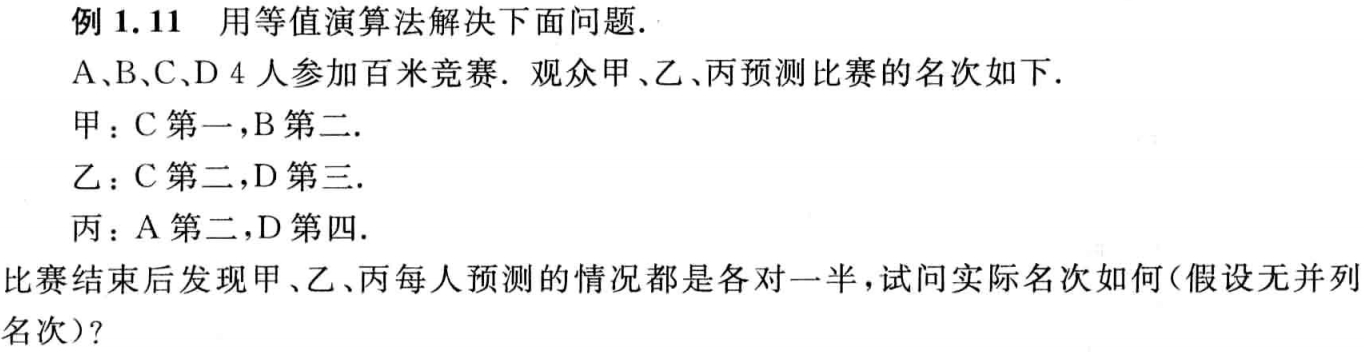 例 1.11 用等值演算法解决下面问题.
A、B、C、D 4 人参加百米竞赛. 观众甲、乙、丙预测比赛的名次如下.
甲: C 第一,B 第二.
乙: C 第二,D 第三.
丙: A 第二,D 第四.
比赛结束后发现甲、乙、丙每人预测的情况都是各对一半,试问实际名次如何(假设无并列
名次)?